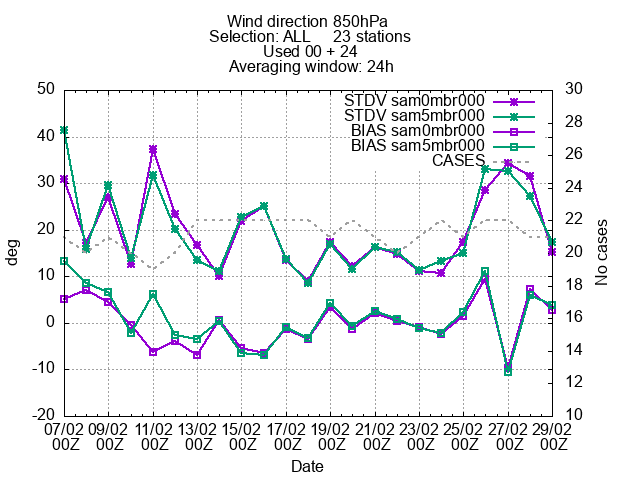 Wind direction 850hPa
Selection: ALL     23 stations
Used 00 + 24
Averaging window: 24h
STDV sam0mbr000
STDV sam5mbr000
BIAS sam0mbr000
BIAS sam5mbr000
CASES
50
40
30
20
10
0
-10
-20
deg
30
28
26
24
22
20
18
16
14
12
10
No cases
07/02 09/02 11/02 13/02 15/02 17/02 19/02 21/02 23/02 25/02 27/02 29/02
00Z 00Z 00Z 00Z 00Z 00Z 00Z 00Z 00Z 00Z 00Z 00Z
Date